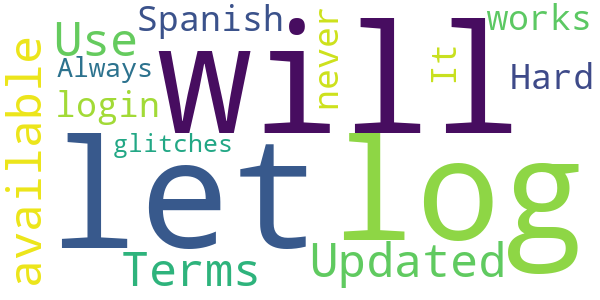 Spanish
never
works
Use
will
It
Always
Hard
login
available
glitches
let
log
Terms
Updated